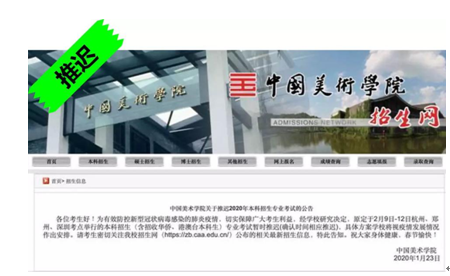 推迟
中国美術學院
中國美術學院
ADMISSIONS NETWORK
招生网
首页 本科招生 硕士招生 博士招生 其他招生 网上报名 成绩查询 志愿填报 录取查询
首页> 招生信息
中国美术学院关于推迟2020年本科招生专业考试的公告
各位考生好！为有效防控新型冠状病毒感染的肺炎疫情，切实保障广大考生利益，经学校研究决定，原定于2月9日-12日杭州、郑
州、深圳考点举行的本科招生（含招收华侨、港澳台本科生）专业考试暂时推迟(确认时间相应推迟)。具体方案学校将视疫情发展情况
作出安排。请考生密切关注我校招生网（https://zb.caa.edu.cn/）公布的相关最新招生信息。特此告知。祝大家身体健康、春节愉快！
中国美术学院
2020年1月23日